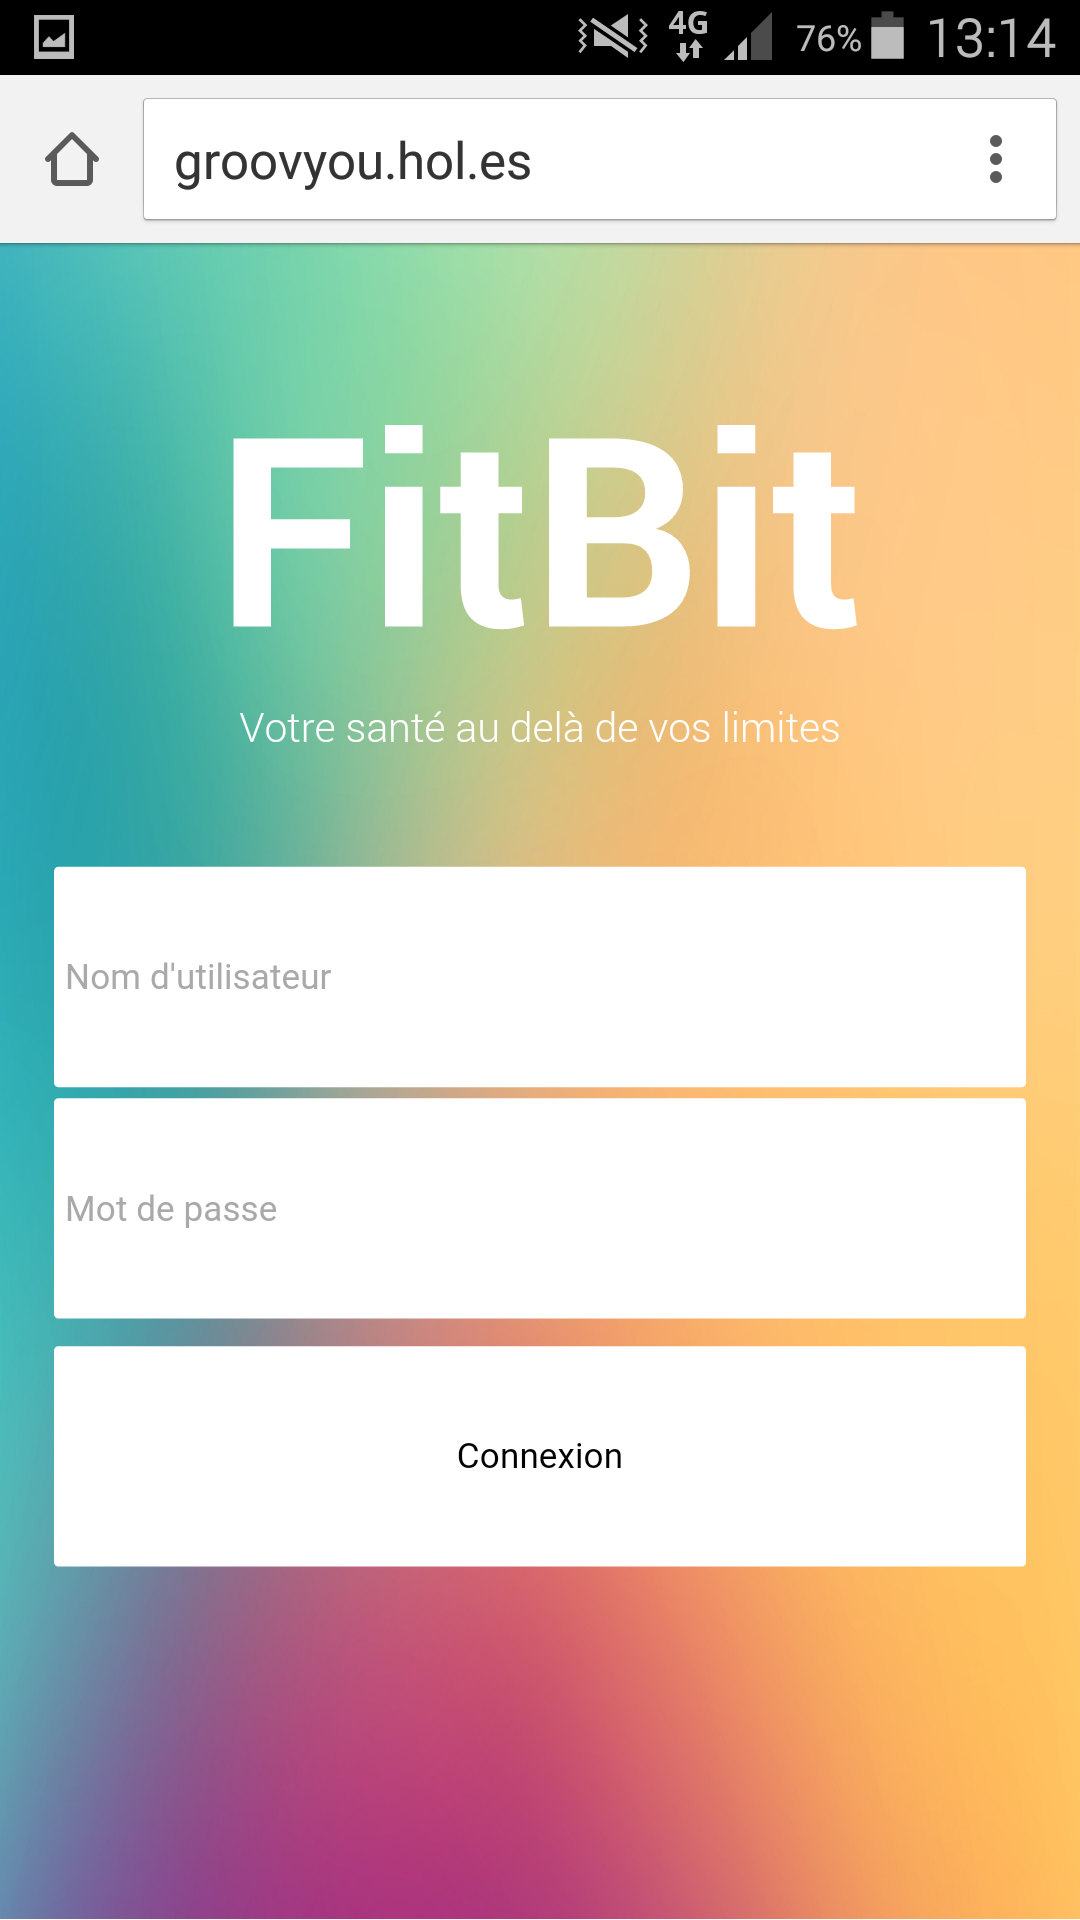 4G 76% 13:14
groovyou.hol.es
FitBit
Votre santé au delà de vos limites
Nom d'utilisateur
Mot de passe
Connexion